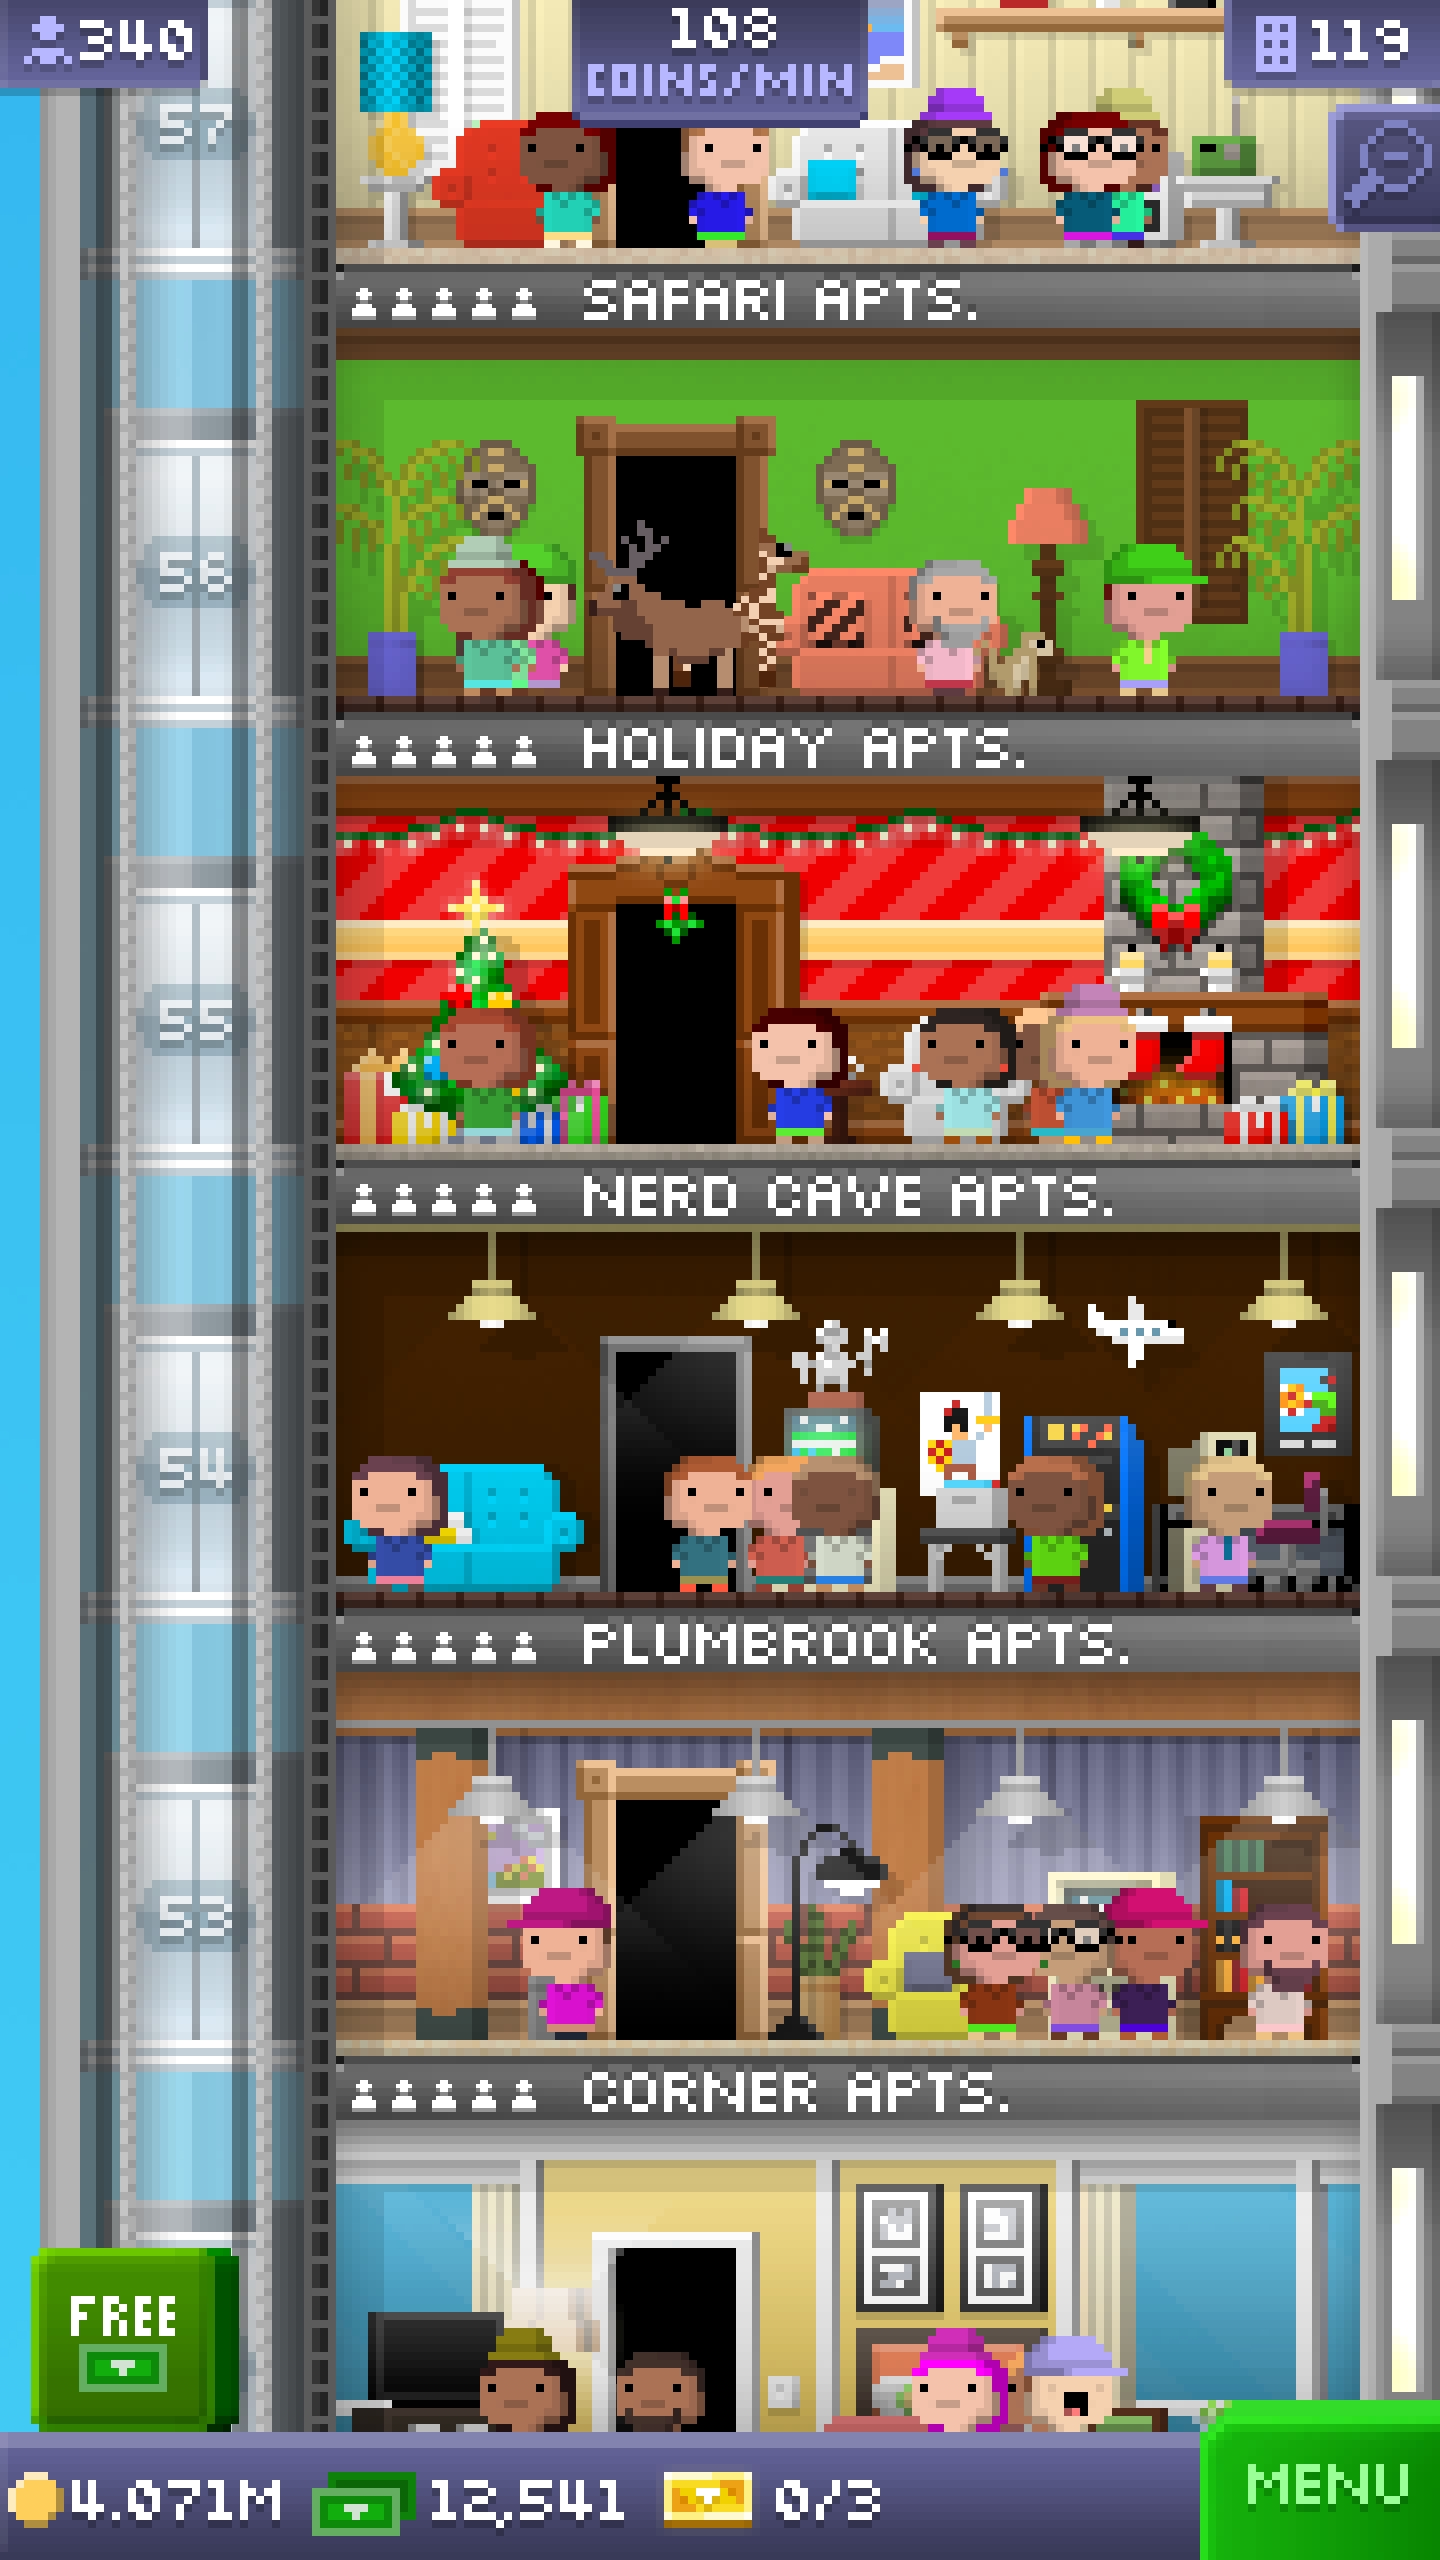 340
108
COINS/MIN
119
57
SAFARI APTS.
56
HOLIDAY APTS.
55
NERD CAVE APTS.
54
PLUMBROOK APTS.
53
CORNER APTS.
FREE
4.071M
12,541
0/3
MENU